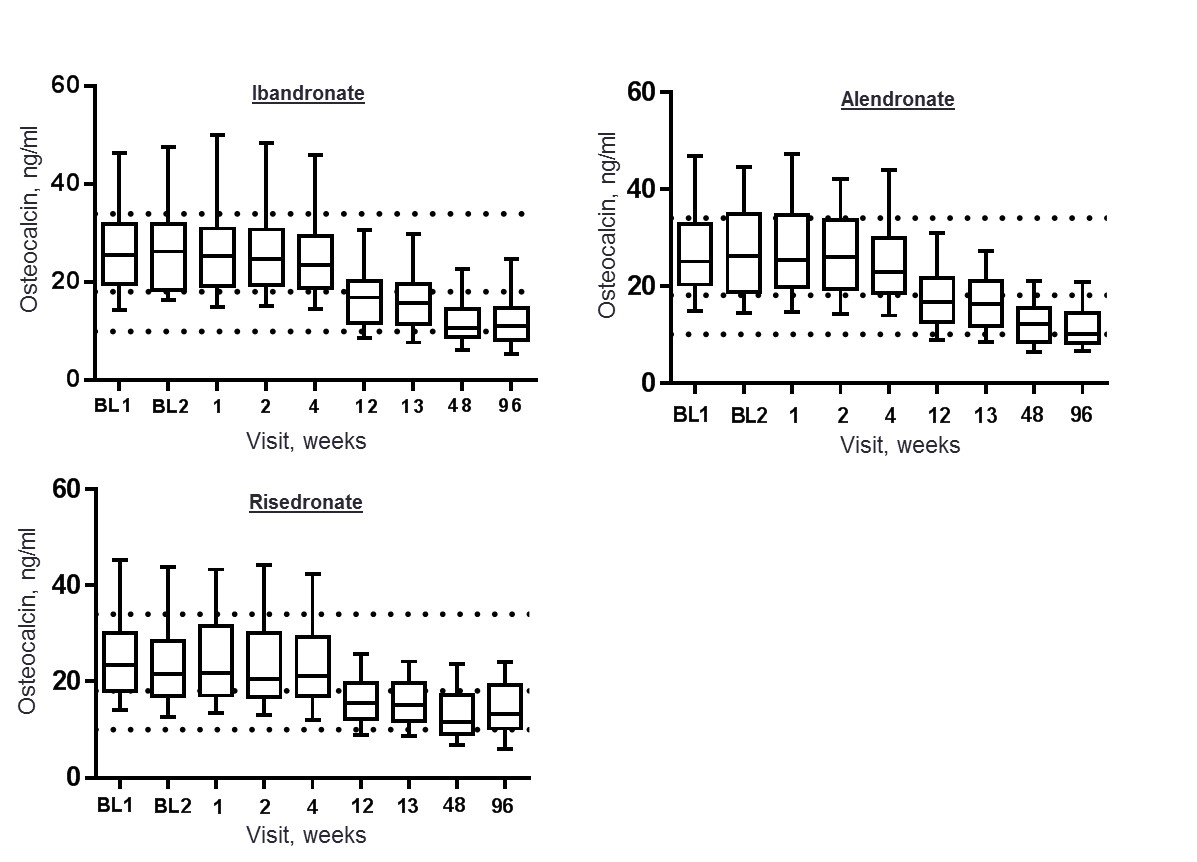 Ibandronate
Osteocalcin, ng/ml
60
40
20
0
BL1 BL2 1 2 4 12 13 48 96
Visit, weeks
Alendronate
Osteocalcin, ng/ml
60
40
20
0
BL1 BL2 1 2 4 12 13 48 96
Visit, weeks
Risedronate
Osteocalcin, ng/ml
60
40
20
0
BL1 BL2 1 2 4 12 13 48 96
Visit, weeks